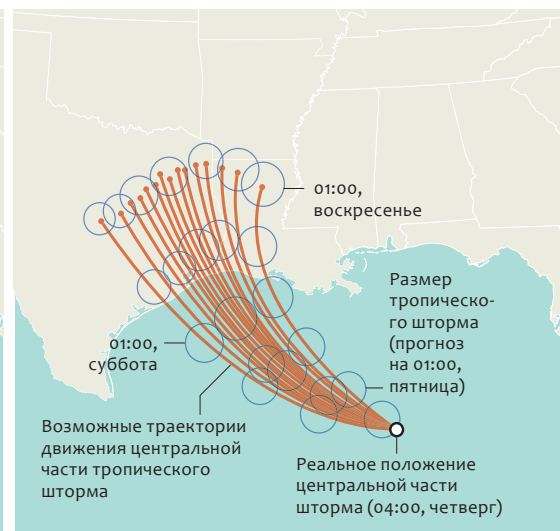 01:00,
воскресенье
Размер
тропическо-
го шторма
(прогноз
на 01:00,
пятница)
01:00,
суббота
Возможные траектории
движения центральной
части тропического
шторма
Реальное положение
центральной части
шторма (04:00, четверг)